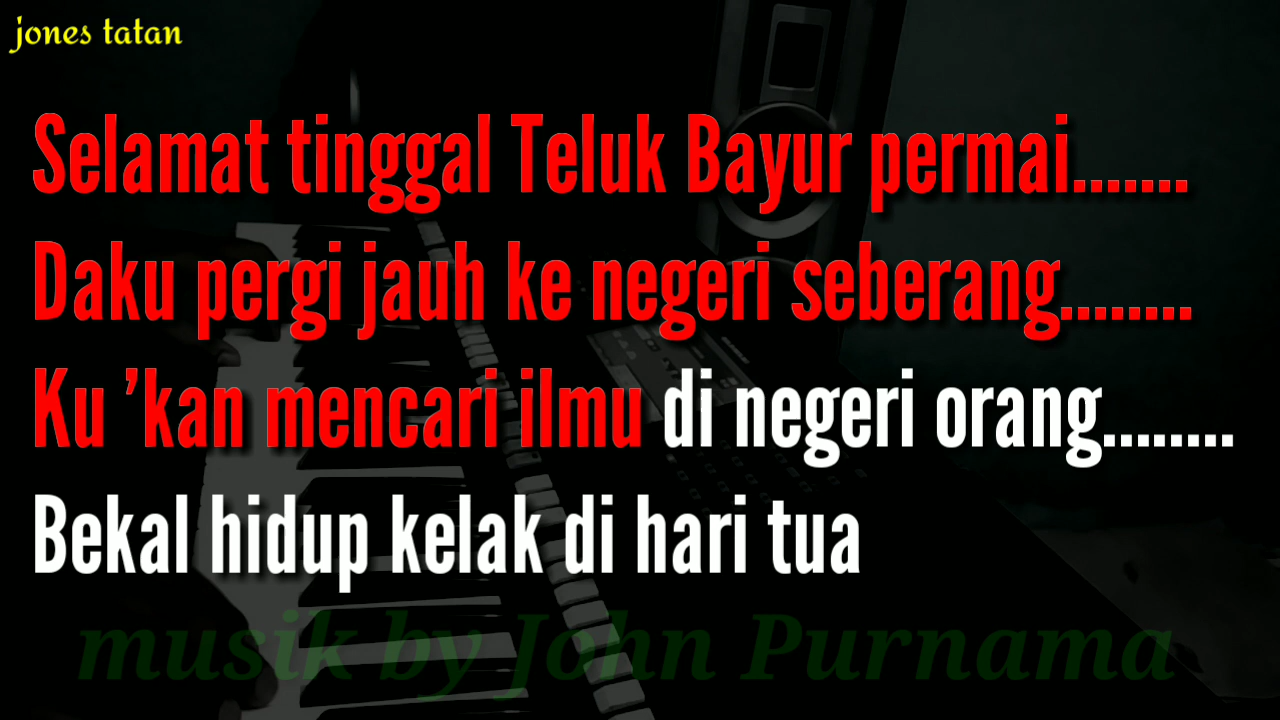 jones tatan
Selamat tinggal Teluk Bayur permai.......
Daku pergi jauh ke negeri seberang........
Ku 'kan mencari ilmu di negeri orang........
Bekal hidup kelak di hari tua
musik by John Purnama